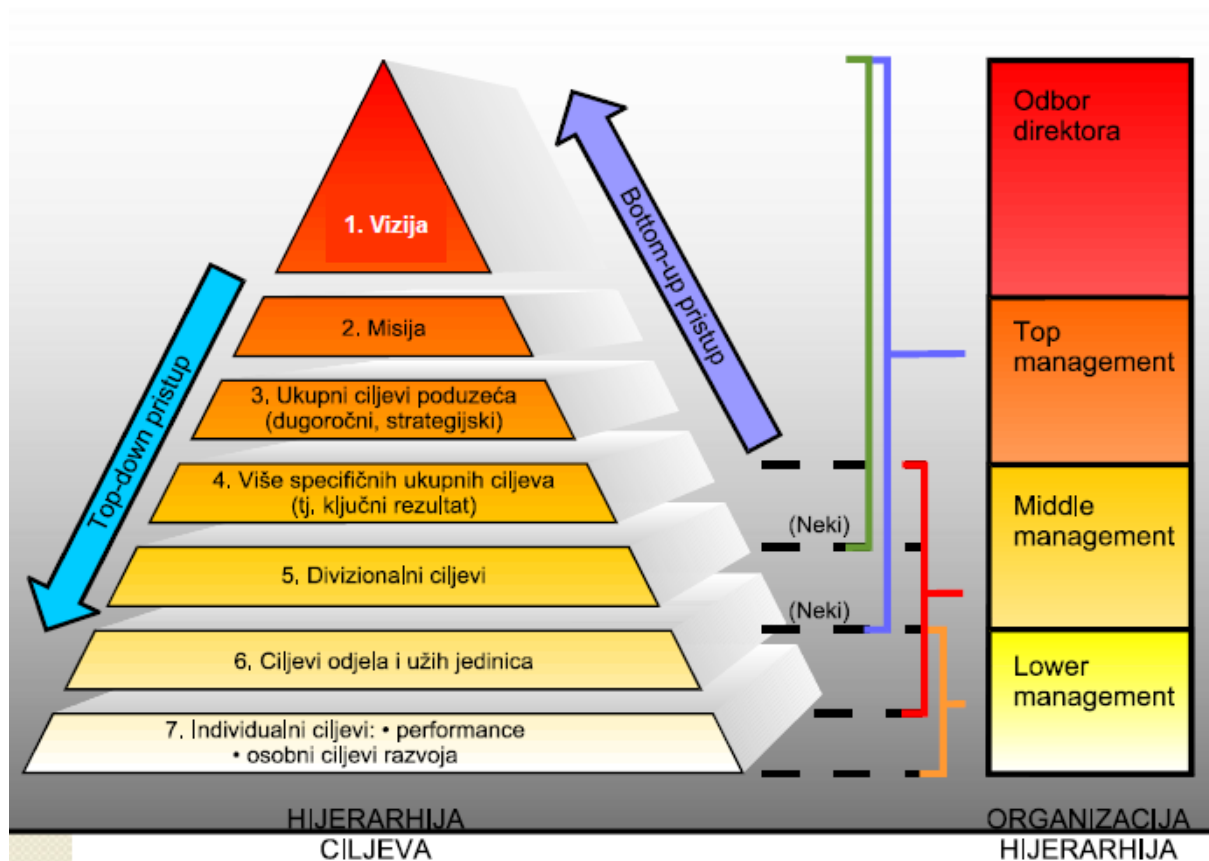 1. Vizija
2. Misija
3. Ukupni ciljevi poduzeća
(dugoročni, strategijski)
4. Više specifičnih ukupnih ciljeva
(tj. ključni rezultat)
5. Divizionalni ciljevi
6. Ciljevi odjela i užih jedinica
7. Individualni ciljevi: • performance
• osobni ciljevi razvoja
Top-down pristup
Bottom-up pristup
(Neki)
(Neki)
Odbor
direktora
Top
management
Middle
management
Lower
management
HIJERARHIJA
CILJEVA
ORGANIZACIJA
HIJERARHIJA